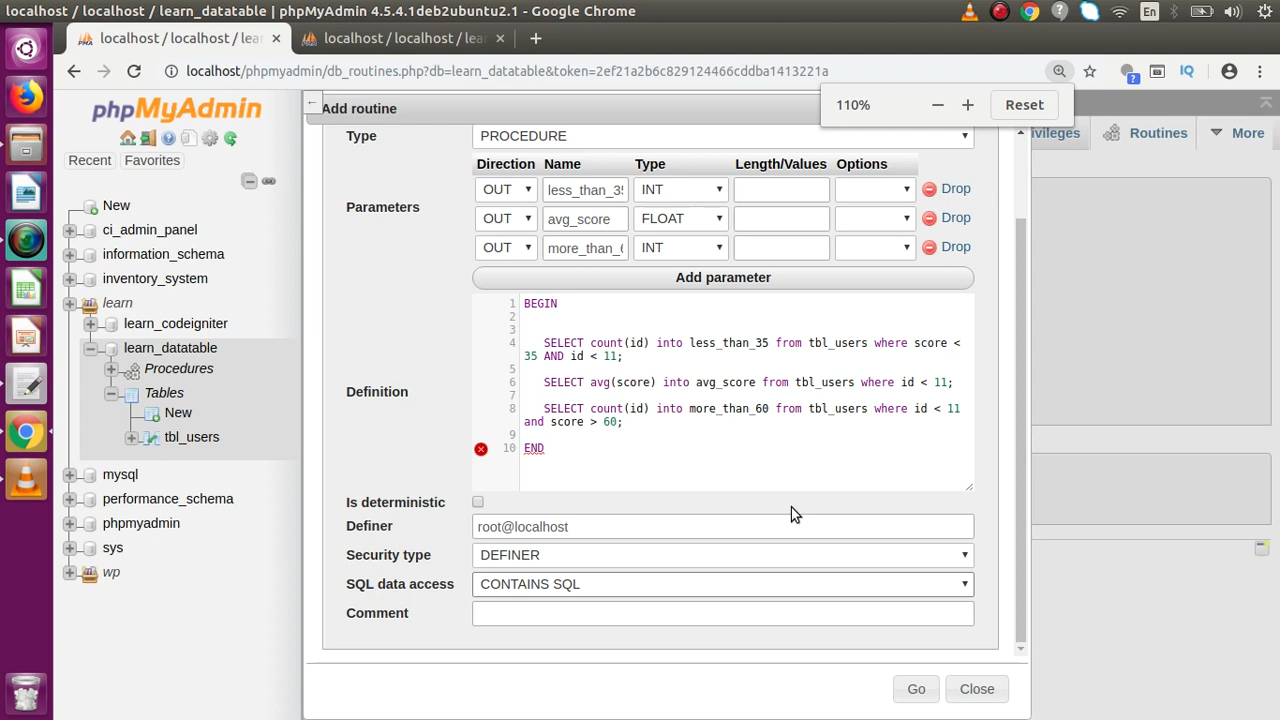 localhost / localhost / learn_datatable | phpMyAdmin 4.5.4.1deb2ubuntu2.1 - Google Chrome
En
localhost / localhost / lea
localhost / localhost / lea
localhost/phpmyadmin/db_routines.php?db=learn_datatable&token=2ef21a2b6c829124466cddba1413221a
IQ
110%
Reset
phpMyAdmin
Recent
Favorites
New
ci_admin_panel
information_schema
inventory_system
learn
learn_codeigniter
learn_datatable
Procedures
Tables
New
tbl_users
mysql
performance_schema
phpmyadmin
sys
wp
Add routine
ivileges
Routines
More
Type
PROCEDURE
Direction Name Type Length/Values Options
Parameters
OUT less_than_35 INT Drop
OUT avg_score FLOAT Drop
OUT more_than_6 INT Drop
Add parameter
Definition
1 BEGIN
2
3
4 SELECT count(id) into less_than_35 from tbl_users where score <
35 AND id < 11;
5
6 SELECT avg(score) into avg_score from tbl_users where id < 11;
7
8 SELECT count(id) into more_than_60 from tbl_users where id < 11
and score > 60;
9
10 END
Is deterministic
Definer
root@localhost
Security type
DEFINER
SQL data access
CONTAINS SQL
Comment
Go
Close